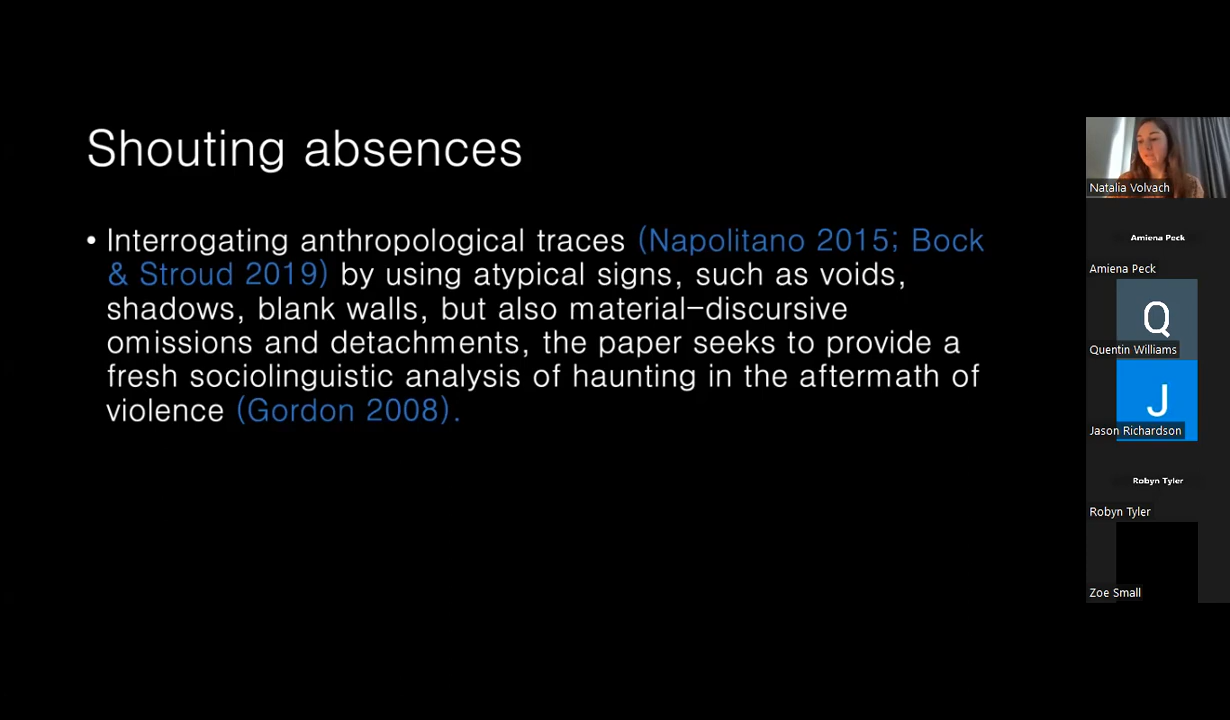 Shouting absences
• Interrogating anthropological traces (Napolitano 2015; Bock
& Stroud 2019) by using atypical signs, such as voids,
shadows, blank walls, but also material-discursive
omissions and detachments, the paper seeks to provide a
fresh sociolinguistic analysis of haunting in the aftermath of
violence (Gordon 2008).
Natalia Volvach
Amiena Peck
Amiena Peck
Q
Quentin Williams
J
Jason Richardson
Robyn Tyler
Robyn Tyler
Zoe Small